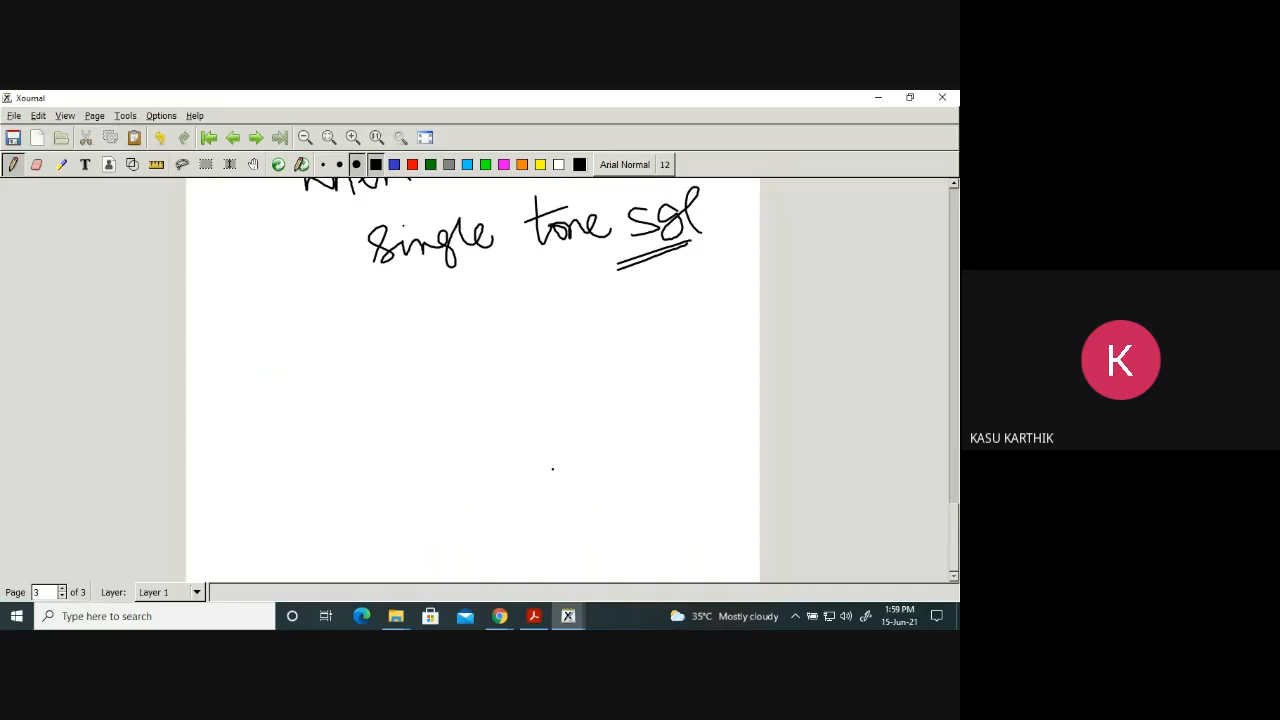 Xournal
File Edit View Page Tools Options Help
T Arial Normal 12
single tone sgl
K
KASU KARTHIK
Page 3 of 3 Layer: Layer 1
Type here to search 35°C Mostly cloudy 1:59 PM
15-Jun-21